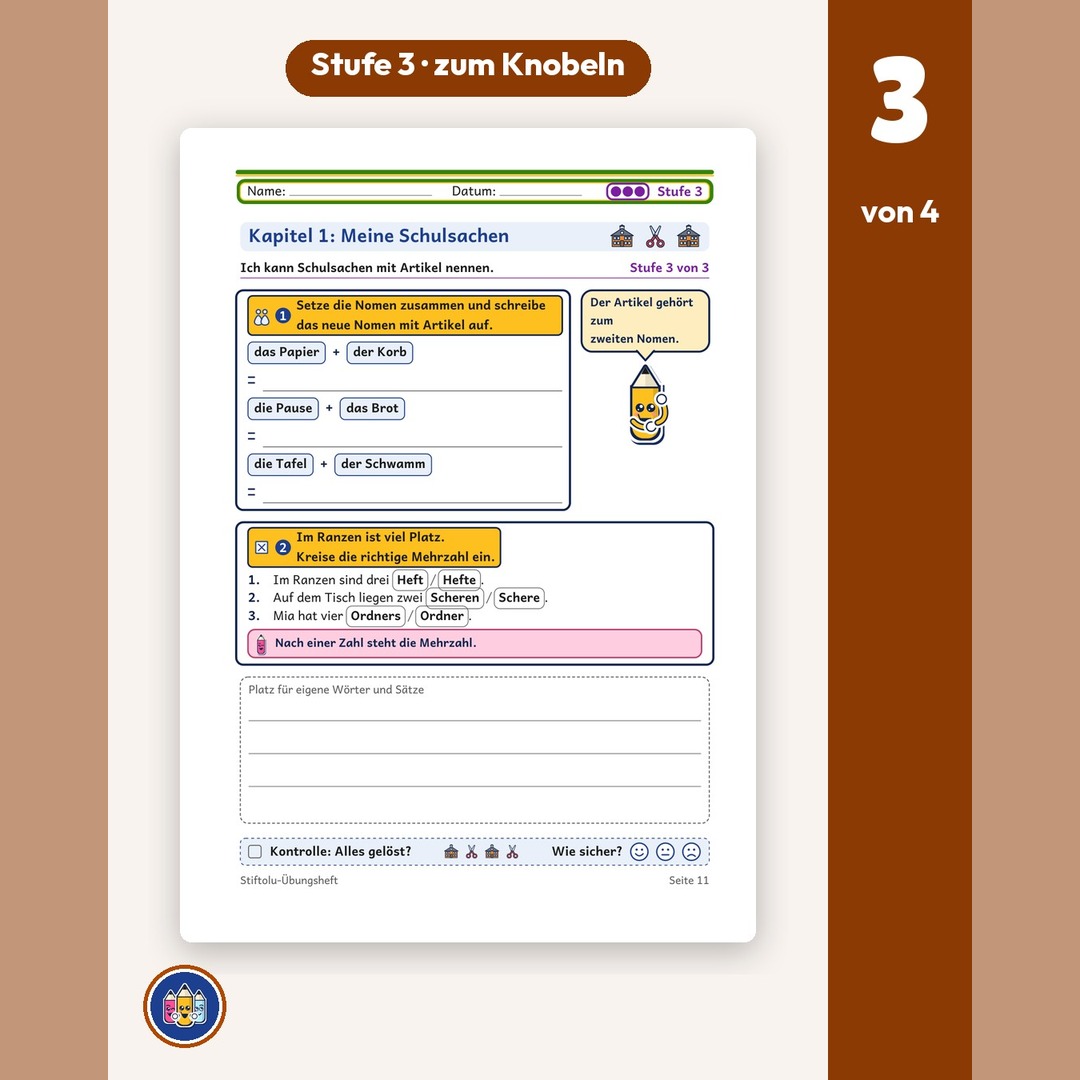 Stufe 3 · zum Knobeln
3
von 4
Name: Datum: Stufe 3
Kapitel 1: Meine Schulsachen
Ich kann Schulsachen mit Artikel nennen. Stufe 3 von 3
1 Setze die Nomen zusammen und schreibe
das neue Nomen mit Artikel auf.
das Papier + der Korb
=
die Pause + das Brot
=
die Tafel + der Schwamm
=
Der Artikel gehört
zum
zweiten Nomen.
2 Im Ranzen ist viel Platz.
Kreise die richtige Mehrzahl ein.
1. Im Ranzen sind drei Heft / Hefte.
2. Auf dem Tisch liegen zwei Scheren / Schere.
3. Mia hat vier Ordners / Ordner.
Nach einer Zahl steht die Mehrzahl.
Platz für eigene Wörter und Sätze
Kontrolle: Alles gelöst? Wie sicher?
Stiftolu-Übungsheft Seite 11